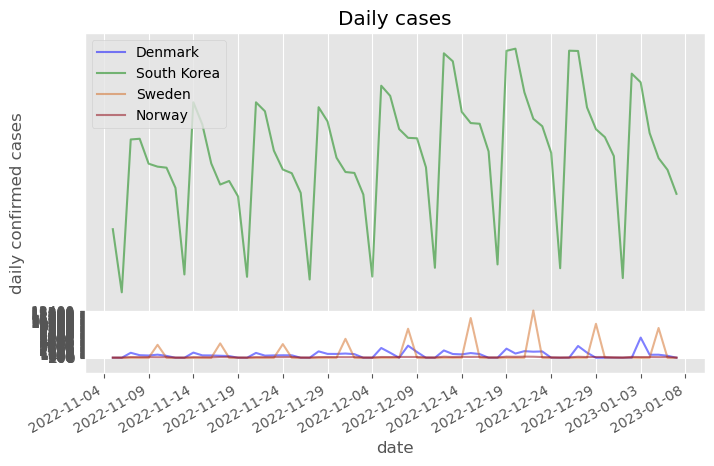 Daily cases
Denmark
South Korea
Sweden
Norway
daily confirmed cases
2022-11-04
2022-11-09
2022-11-14
2022-11-19
2022-11-24
2022-11-29
2022-12-04
2022-12-09
2022-12-14
2022-12-19
2022-12-24
2022-12-29
2023-01-03
2023-01-08
date